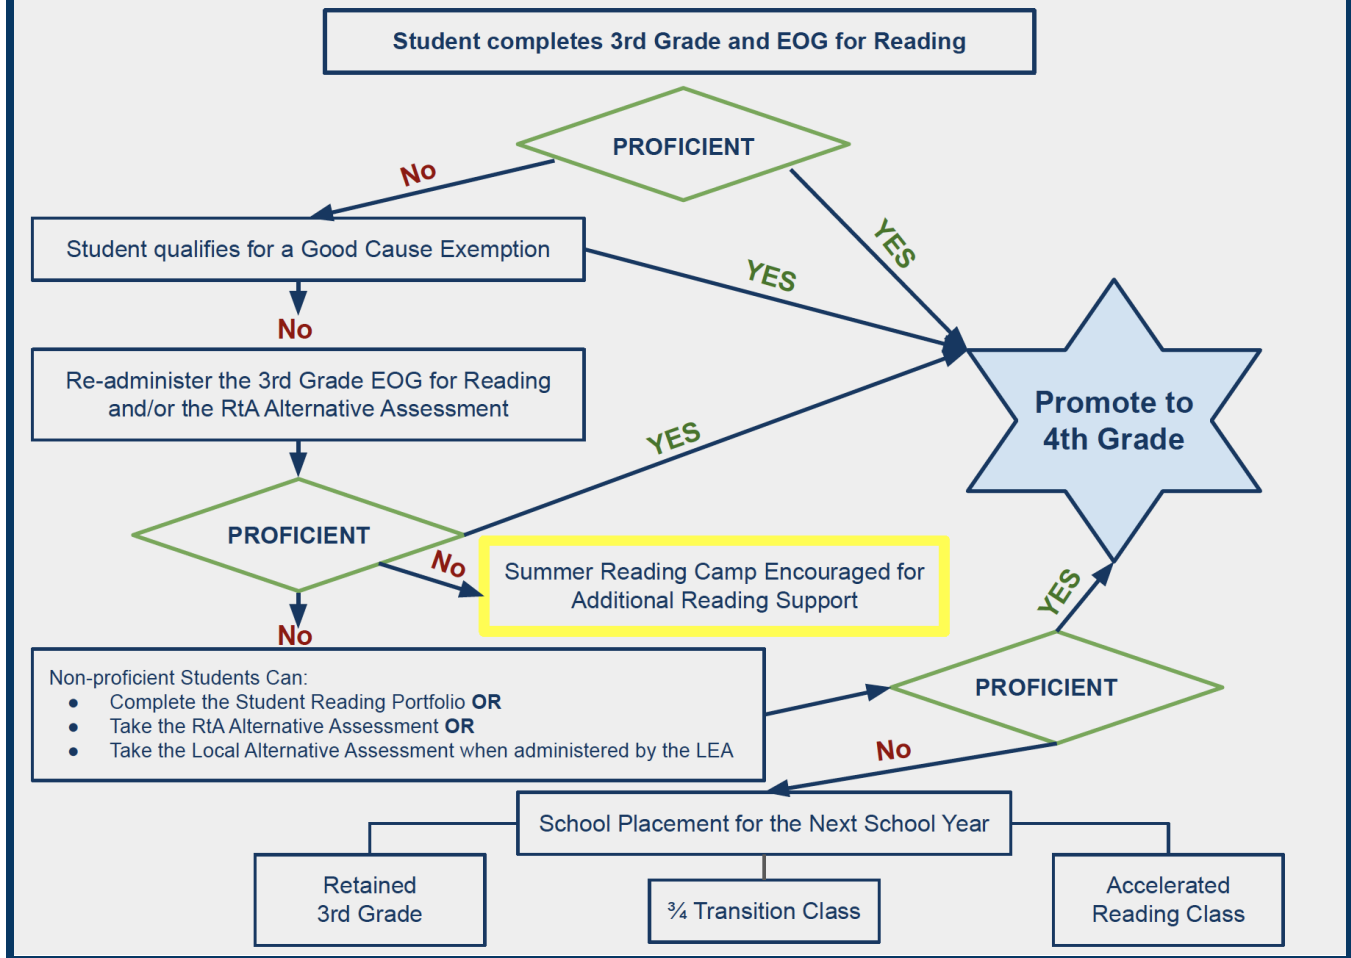 Student completes 3rd Grade and EOG for Reading
PROFICIENT
No
YES
Student qualifies for a Good Cause Exemption
YES
No
Re-administer the 3rd Grade EOG for Reading
and/or the RtA Alternative Assessment
YES
Promote to
4th Grade
PROFICIENT
No
Summer Reading Camp Encouraged for
Additional Reading Support
No
YES
Non-proficient Students Can:
● Complete the Student Reading Portfolio OR
● Take the RtA Alternative Assessment OR
● Take the Local Alternative Assessment when administered by the LEA
PROFICIENT
No
School Placement for the Next School Year
Retained
3rd Grade
¾ Transition Class
Accelerated
Reading Class